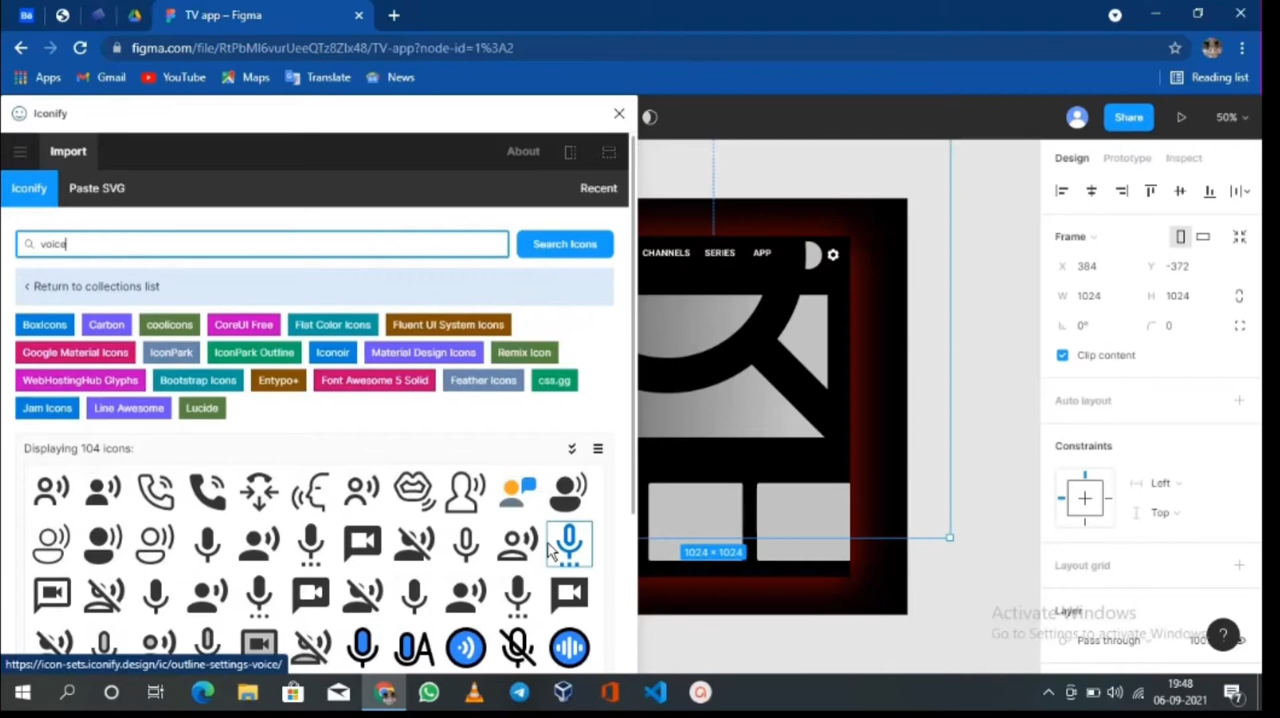 Bē
TV app – Figma
figma.com/file/RtPbMl6vurUeeQTz8ZIx48/TV-app?node-id=1%3A2
Apps
Gmail
YouTube
Maps
Translate
News
Reading list
Iconify
Import
About
Iconify
Paste SVG
Recent
voice
Search Icons
Return to collections list
BoxIcons
Carbon
coolicons
CoreUI Free
Flat Color Icons
Fluent UI System Icons
Google Material Icons
IconPark
IconPark Outline
Iconoir
Material Design Icons
Remix Icon
WebHostingHub Glyphs
Bootstrap Icons
Entypo+
Font Awesome 5 Solid
Feather Icons
css.gg
Jam Icons
Line Awesome
Lucide
Displaying 104 icons:
https://icon-sets.iconify.design/ic/outline-settings-voice/
CHANNELS
SERIES
APP
1024 × 1024
Share
50%
Design
Prototype
Inspect
Frame
X 384
Y -372
W 1024
H 1024
0°
0
Clip content
Auto layout
Constraints
Left
Top
Layout grid
Layer
Activate Windows
Go to Settings to activate Windows.
Pass through
100%
?
19:48
06-09-2021
7